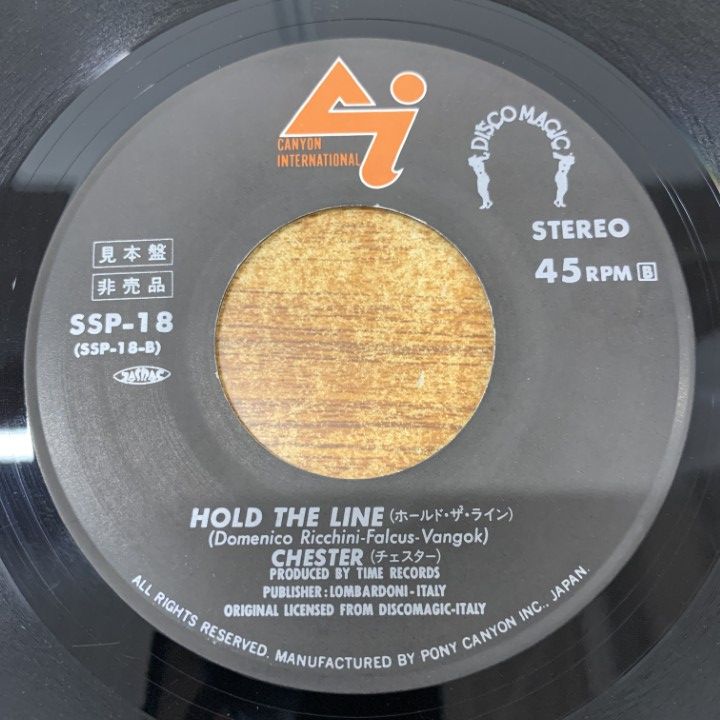 CANYON
INTERNATIONAL
DISCO MAGIC
STEREO
45 RPM B
見本盤
非売品
SSP-18
(SSP-18-B)
HOLD THE LINE (ホールド・ザ・ライン)
(Domenico Ricchini-Falcus-Vangok)
CHESTER (チェスター)
PRODUCED BY TIME RECORDS
PUBLISHER : LOMBARDONI - ITALY
ORIGINAL LICENSED FROM DISCOMAGIC-ITALY
ALL RIGHTS RESERVED. MANUFACTURED BY PONY CANYON INC., JAPAN.